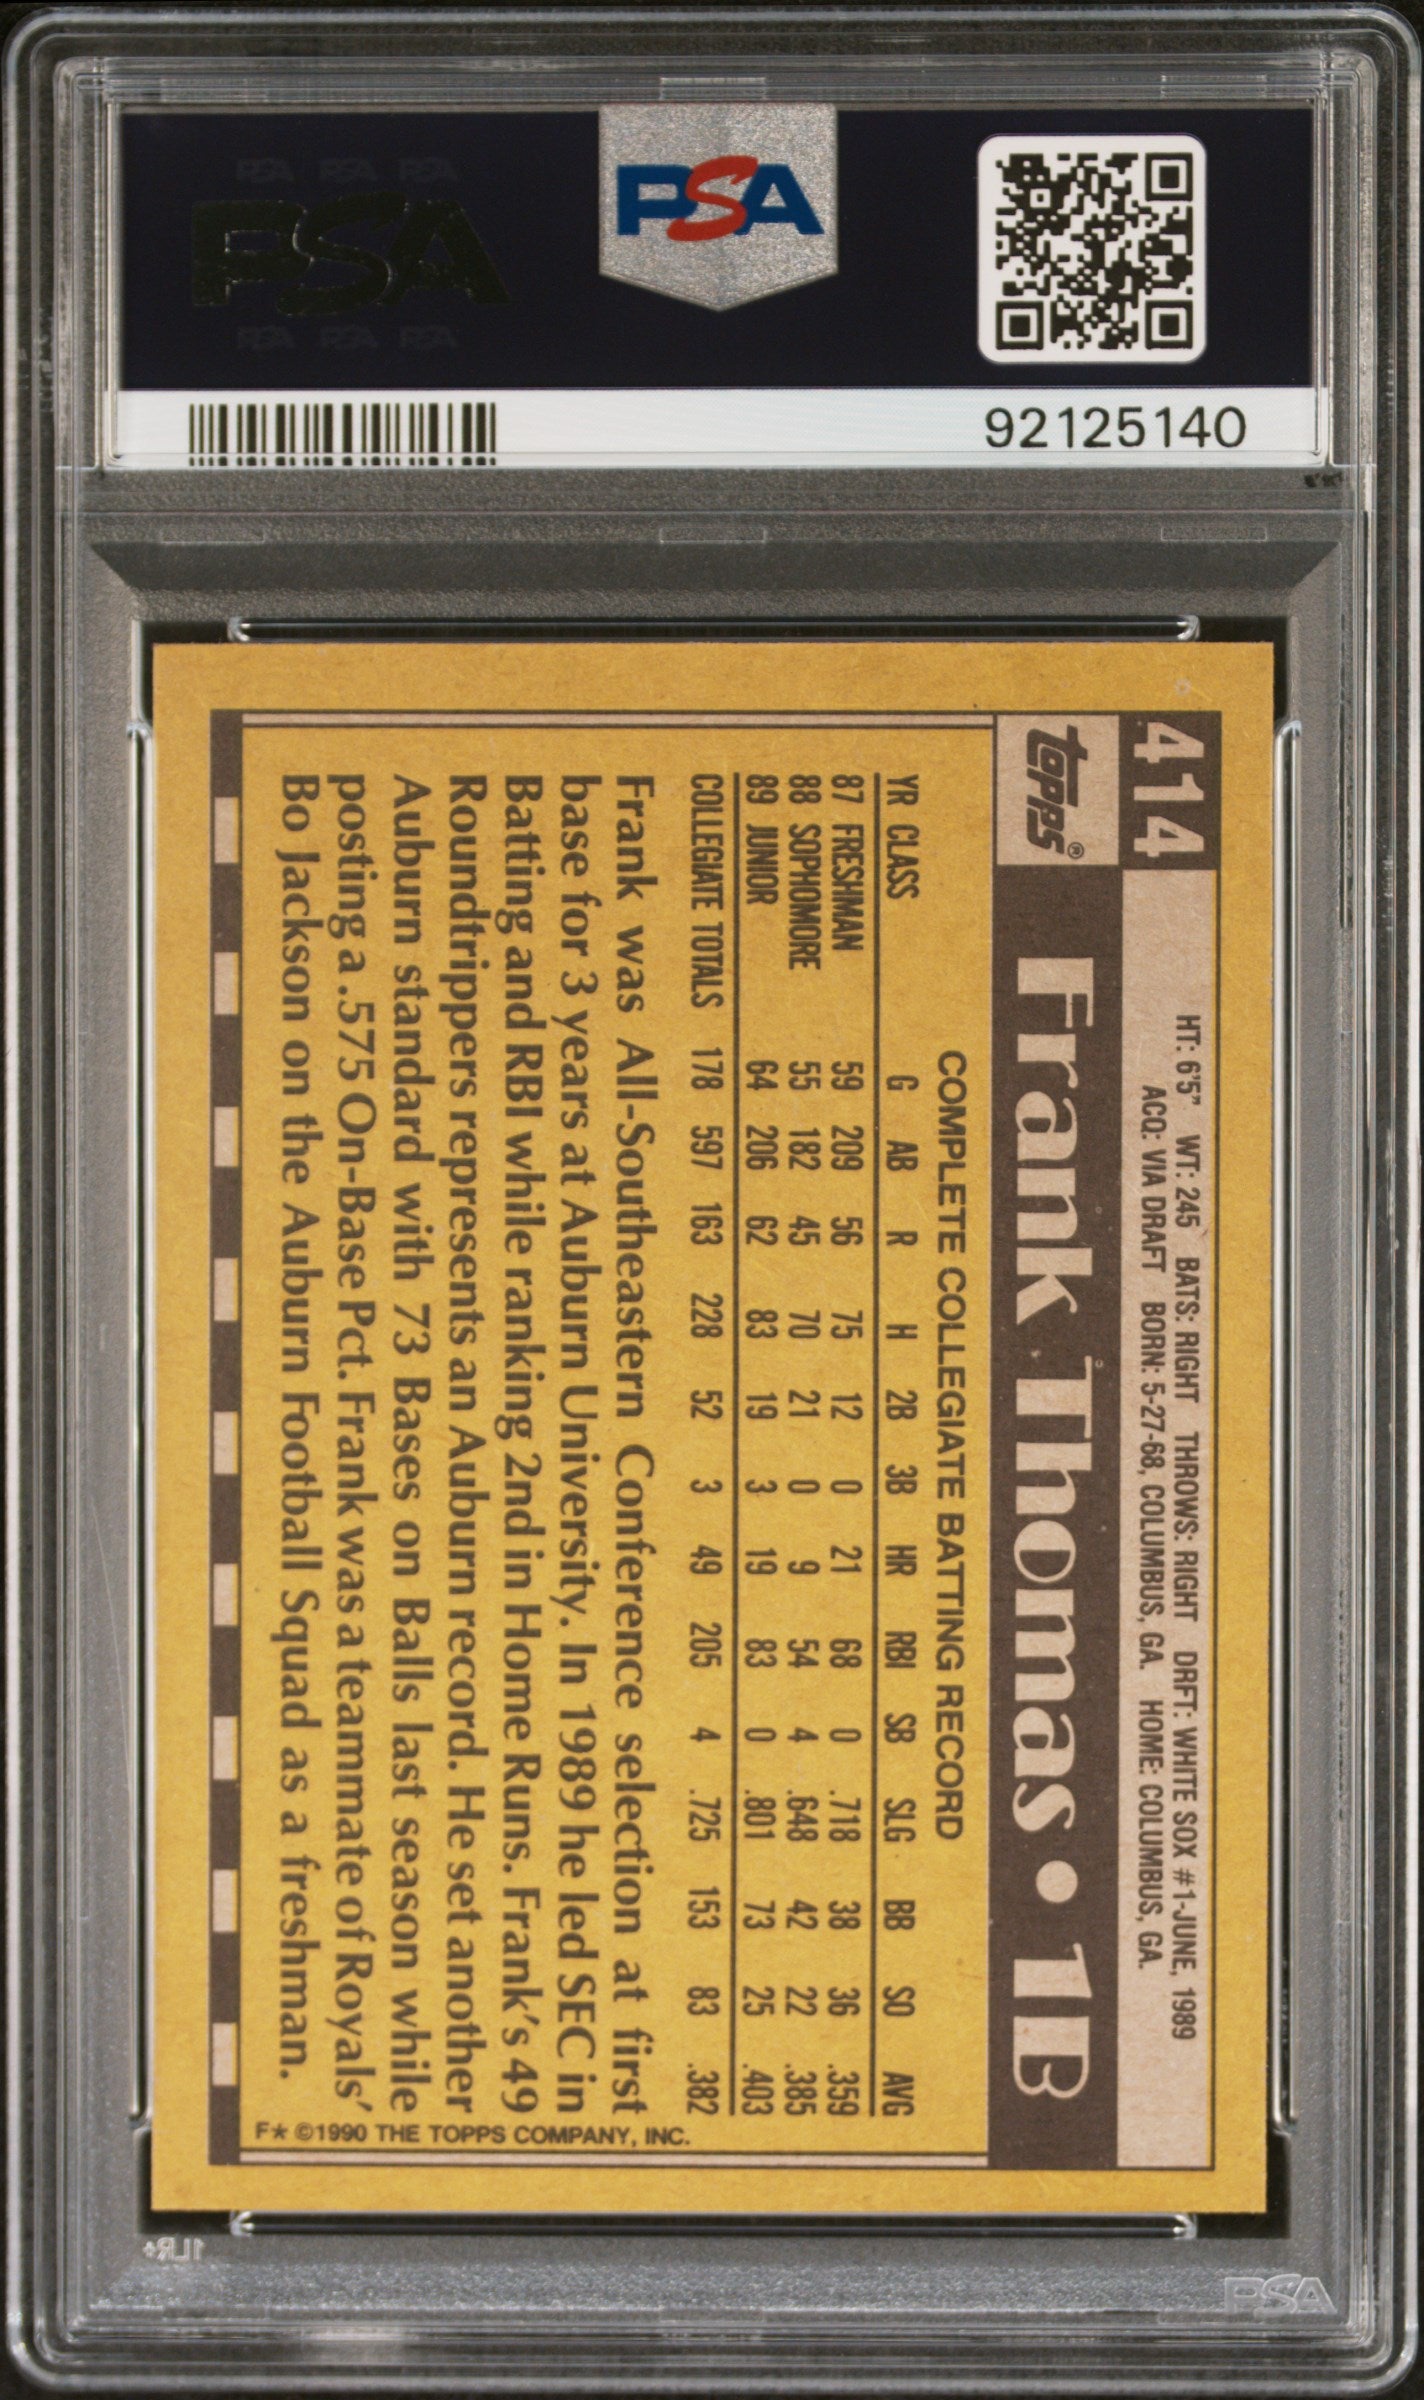 PSA PSA PSA
PSA
PSA PSA PSA
PSA
92125140
414
topps®
HT: 6'5" WT: 245 BATS: RIGHT THROWS: RIGHT DRFT: WHITE SOX #1-JUNE, 1989
ACQ: VIA DRAFT BORN: 5-27-68, COLUMBUS, GA. HOME: COLUMBUS, GA.
Frank Thomas • 1B
COMPLETE COLLEGIATE BATTING RECORD
YR CLASS G AB R H 2B 3B HR RBI SB SLG BB SO AVG
87 FRESHMAN 59 209 56 75 12 0 21 68 0 .718 38 36 .359
88 SOPHOMORE 55 182 45 70 21 0 9 54 4 .648 42 22 .385
89 JUNIOR 64 206 62 83 19 3 19 83 0 .801 73 25 .403
COLLEGIATE TOTALS 178 597 163 228 52 3 49 205 4 .725 153 83 .382
Frank was All-Southeastern Conference selection at first
base for 3 years at Auburn University. In 1989 he led SEC in
Batting and RBI while ranking 2nd in Home Runs. Frank's 49
Roundtrippers represents an Auburn record. He set another
Auburn standard with 73 Bases on Balls last season while
posting a .575 On-Base Pct. Frank was a teammate of Royals'
Bo Jackson on the Auburn Football Squad as a freshman.
F* ©1990 THE TOPPS COMPANY, INC.
1LR+
PSA